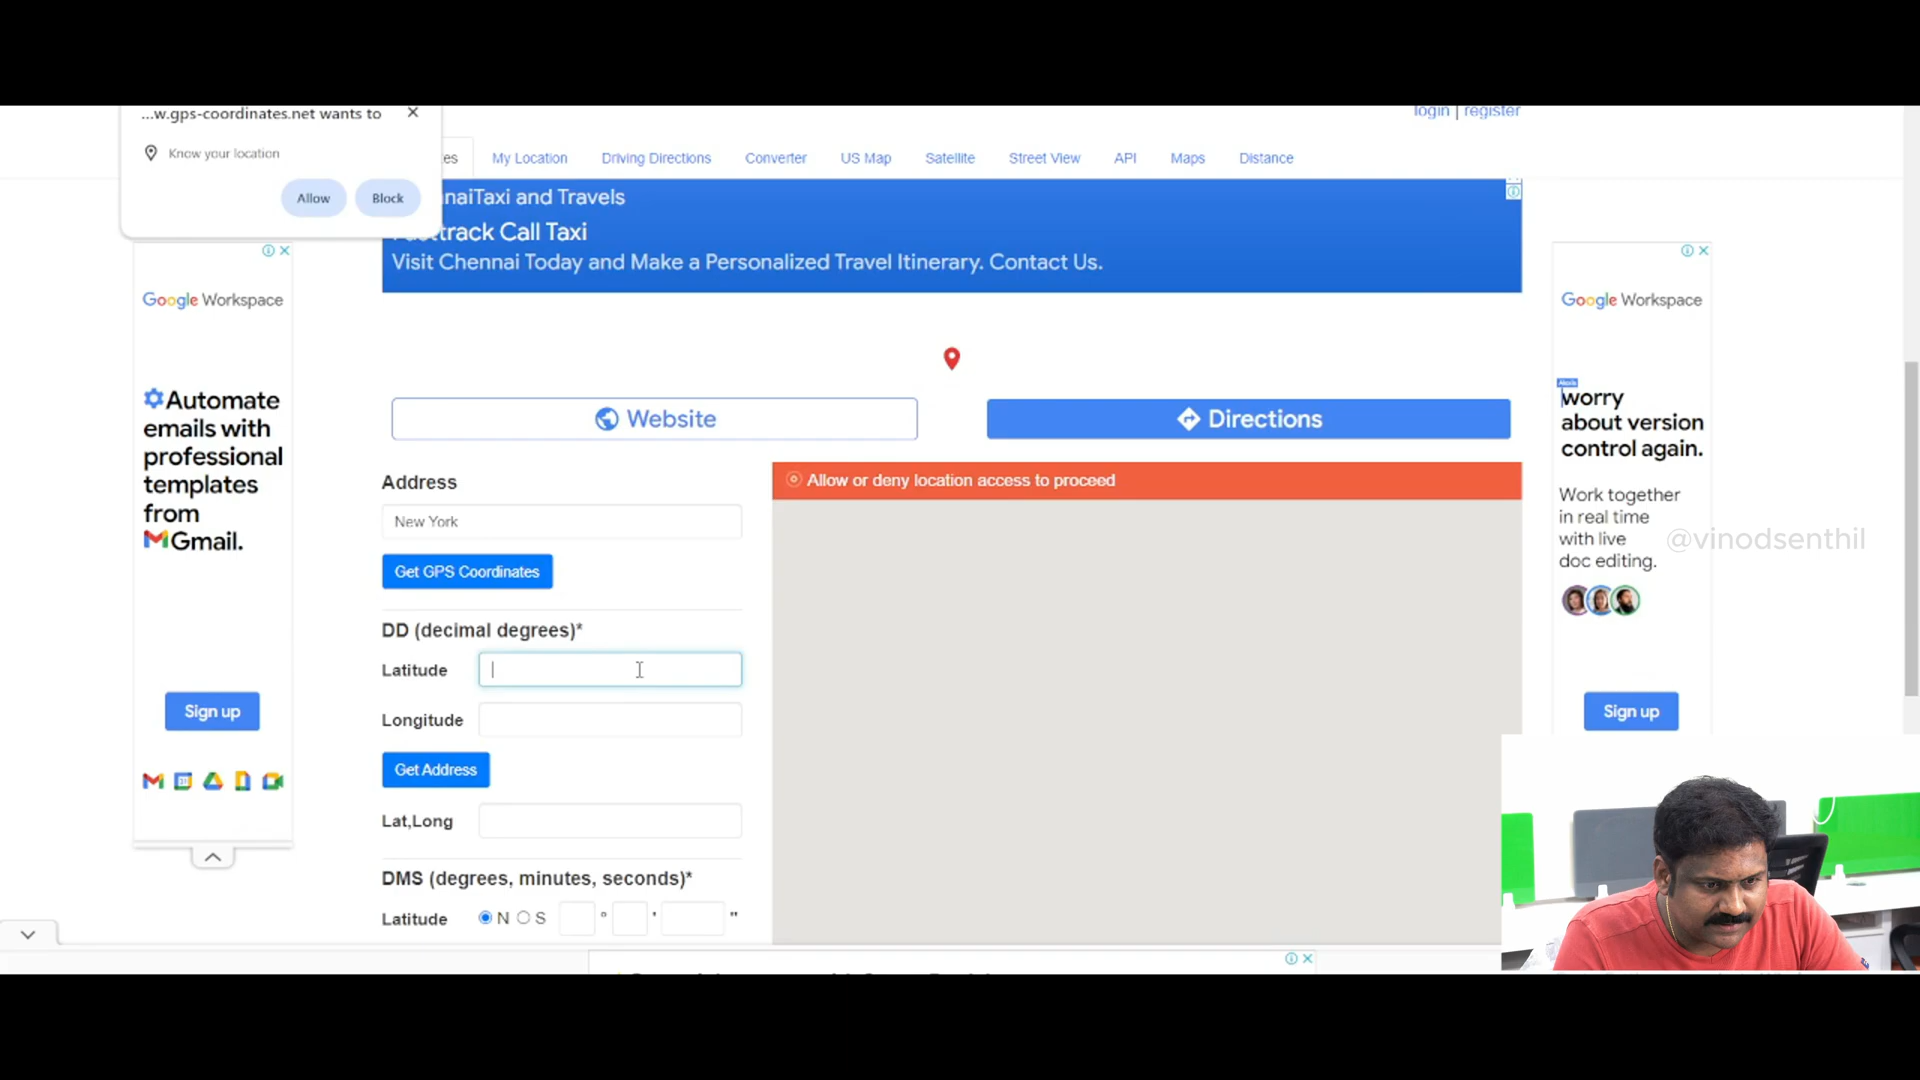 ...w.gps-coordinates.net wants to
Know your location
Allow
Block
login | register
es
My Location
Driving Directions
Converter
US Map
Satellite
Street View
API
Maps
Distance
naiTaxi and Travels
track Call Taxi
Visit Chennai Today and Make a Personalized Travel Itinerary. Contact Us.
Website
Directions
Google Workspace
Automate
emails with
professional
templates
from
Gmail.
Sign up
Address
New York
Get GPS Coordinates
DD (decimal degrees)*
Latitude
Longitude
Get Address
Lat,Long
DMS (degrees, minutes, seconds)*
Latitude
N
S
°
'
"
Allow or deny location access to proceed
Google Workspace
worry
about version
control again.
Work together
in real time
with live
doc editing.
Sign up
@vinodsenthil